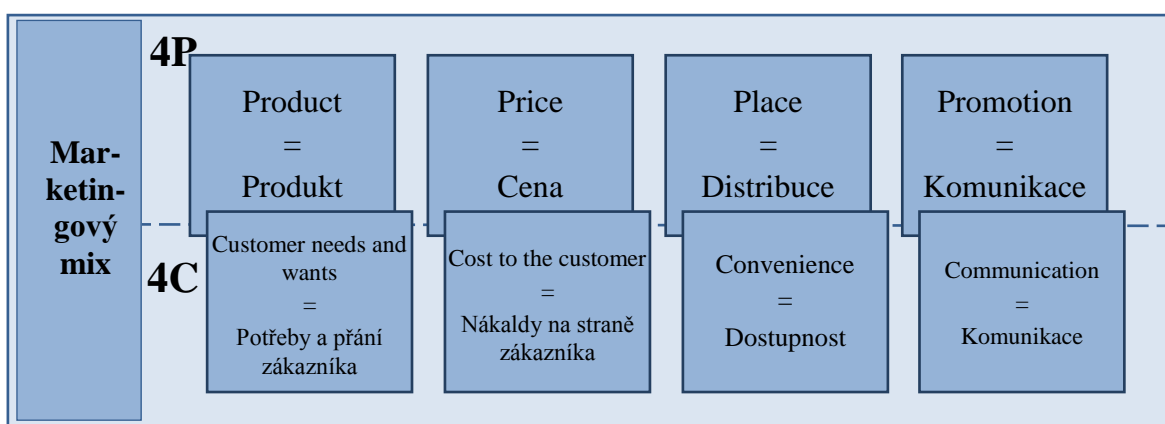 Mar-
ketin-
gový
mix
4P
Product
=
Produkt
Price
=
Cena
Place
=
Distribuce
Promotion
=
Komunikace
4C
Customer needs and
wants
=
Potřeby a přání
zákazníka
Cost to the customer
=
Nákaldy na straně
zákazníka
Convenience
=
Dostupnost
Communication
=
Komunikace